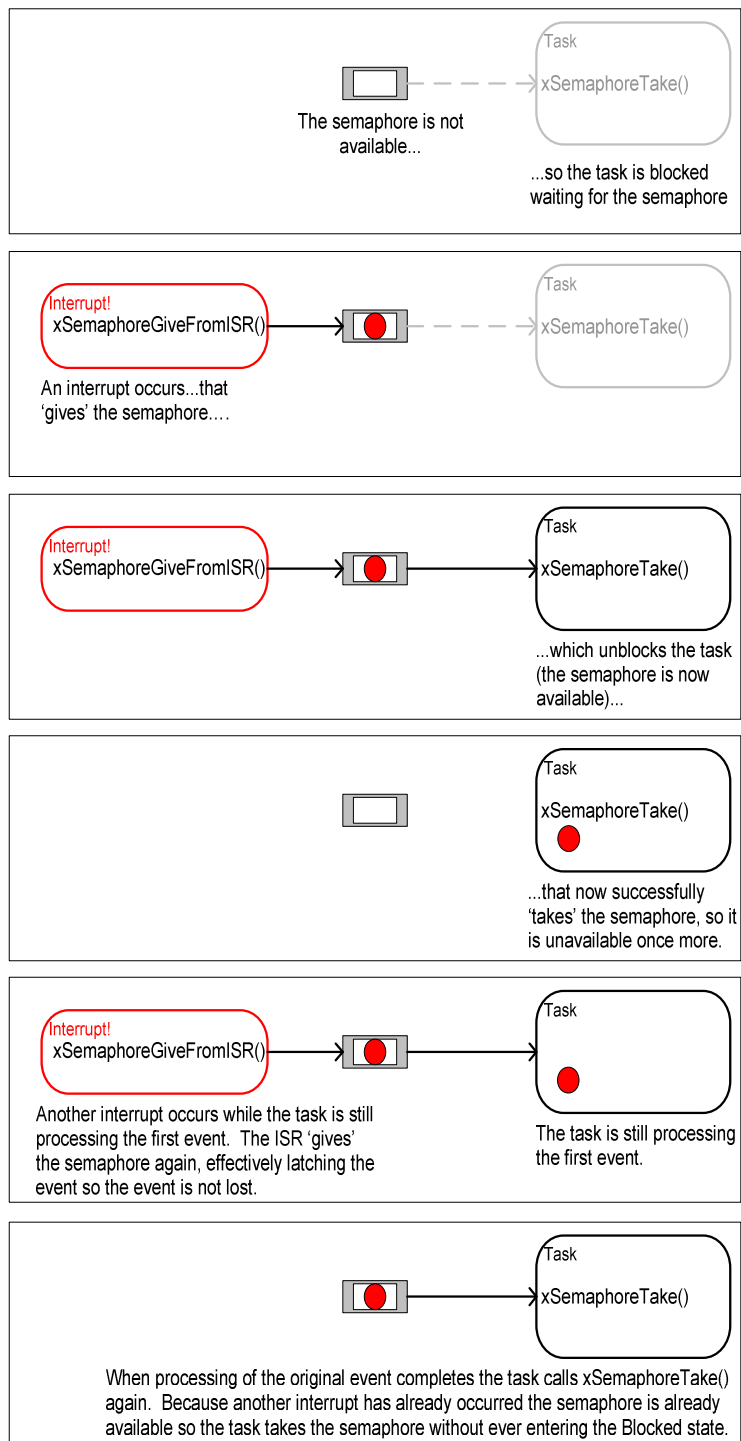 Task
xSemaphoreTake()
The semaphore is not
available...
...so the task is blocked
waiting for the semaphore
Interrupt!
xSemaphoreGiveFromISR()
Task
xSemaphoreTake()
An interrupt occurs...that
‘gives’ the semaphore....
Interrupt!
xSemaphoreGiveFromISR()
Task
xSemaphoreTake()
...which unblocks the task
(the semaphore is now
available)...
Task
xSemaphoreTake()
...that now successfully
‘takes’ the semaphore, so it
is unavailable once more.
Interrupt!
xSemaphoreGiveFromISR()
Task
Another interrupt occurs while the task is still
processing the first event.  The ISR ‘gives’
the semaphore again, effectively latching the
event so the event is not lost.
The task is still processing
the first event.
Task
xSemaphoreTake()
When processing of the original event completes the task calls xSemaphoreTake()
again.  Because another interrupt has already occurred the semaphore is already
available so the task takes the semaphore without ever entering the Blocked state.